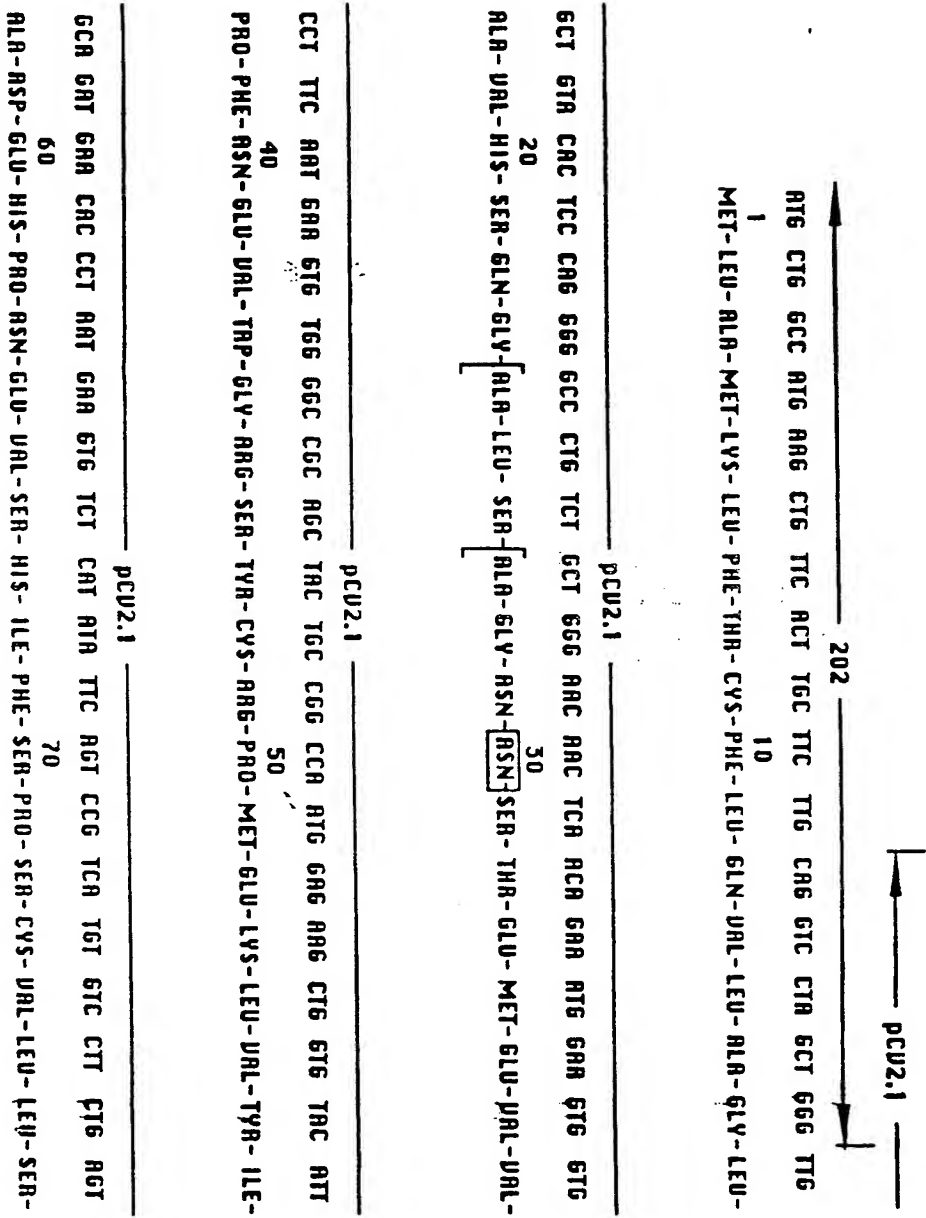 pCV2.1
202
ATG CTG GCC ATG AAG CTG TTC ACT TGC TTC TTG CAG GTC CTA GCT GGG TTG
1 10
MET-LEU-ALA-MET-LYS-LEU-PHE-THR-CYS-PHE-LEU-GLN-VAL-LEU-ALA-GLY-LEU-
pCV2.1
GCT GTA CAC TCC CAG GGG GCC CTG TCT GCT GGG AAC AAC TCA ACA GAA ATG GAA GTG GTG
20 30
ALA-VAL-HIS-SER-GLN-GLY-ALA-LEU-SER-ALA-GLY-ASN-ASN-SER-THR-GLU-MET-GLU-VAL-VAL-
pCV2.1
CCT TTC AAT GAA GTG TGG GGC CGC AGC TAC TGC CGG CCA ATG GAG AAG CTG GTG TAC ATT
40 50
PRO-PHE-ASN-GLU-VAL-TRP-GLY-ARG-SER-TYR-CYS-ARG-PRO-MET-GLU-LYS-LEU-VAL-TYR-ILE-
pCV2.1
GCA GAT GAA CAC CCT AAT GAA GTG TCT CAT ATA TTC AGT CCG TCA TGT GTC CTT CTG AGT
60 70
ALA-ASP-GLU-HIS-PRO-ASN-GLU-VAL-SER-HIS-ILE-PHE-SER-PRO-SER-CYS-VAL-LEU-LEU-SER-